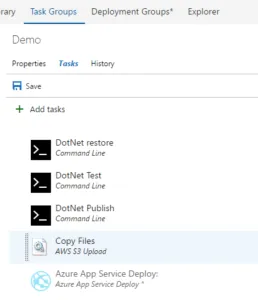 rary Task Groups Deployment Groups* Explorer
Demo
Properties Tasks History
Save
+ Add tasks
DotNet restore
Command Line
DotNet Test
Command Line
DotNet Publish
Command Line
Copy Files
AWS S3 Upload
Azure App Service Deploy:
Azure App Service Deploy *